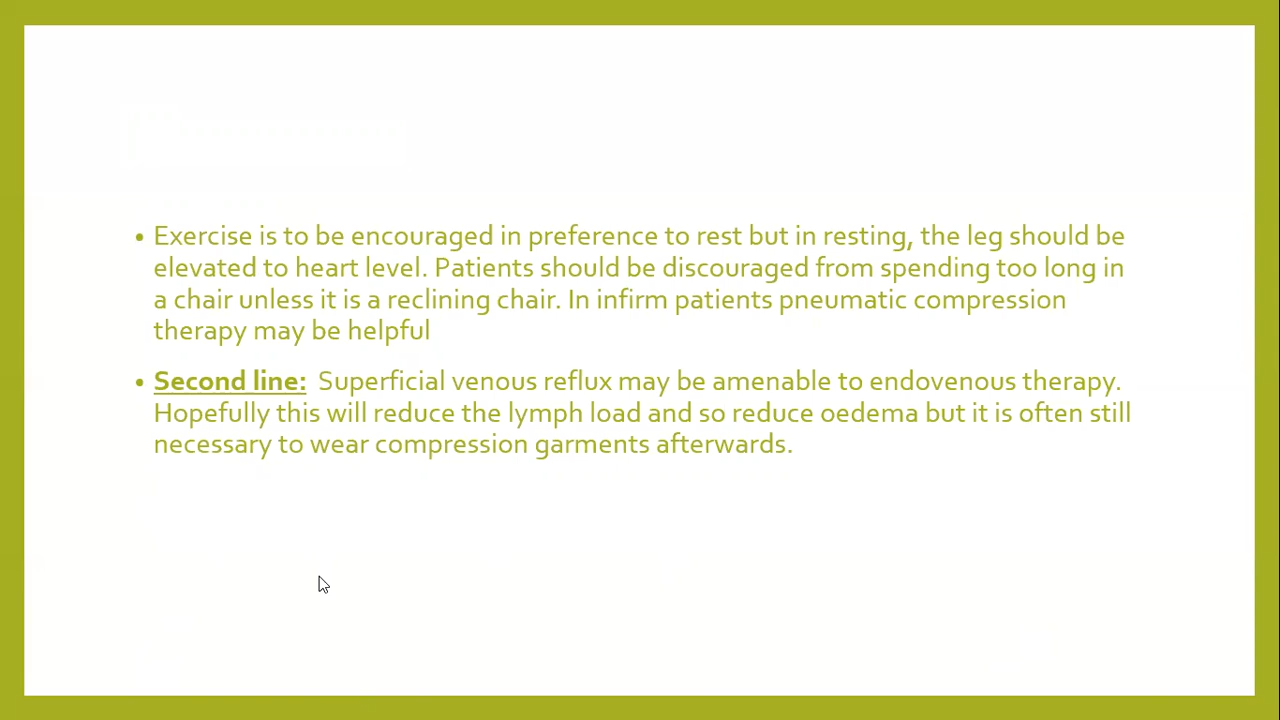 • Exercise is to be encouraged in preference to rest but in resting, the leg should be
elevated to heart level. Patients should be discouraged from spending too long in
a chair unless it is a reclining chair. In infirm patients pneumatic compression
therapy may be helpful
• Second line: Superficial venous reflux may be amenable to endovenous therapy.
Hopefully this will reduce the lymph load and so reduce oedema but it is often still
necessary to wear compression garments afterwards.